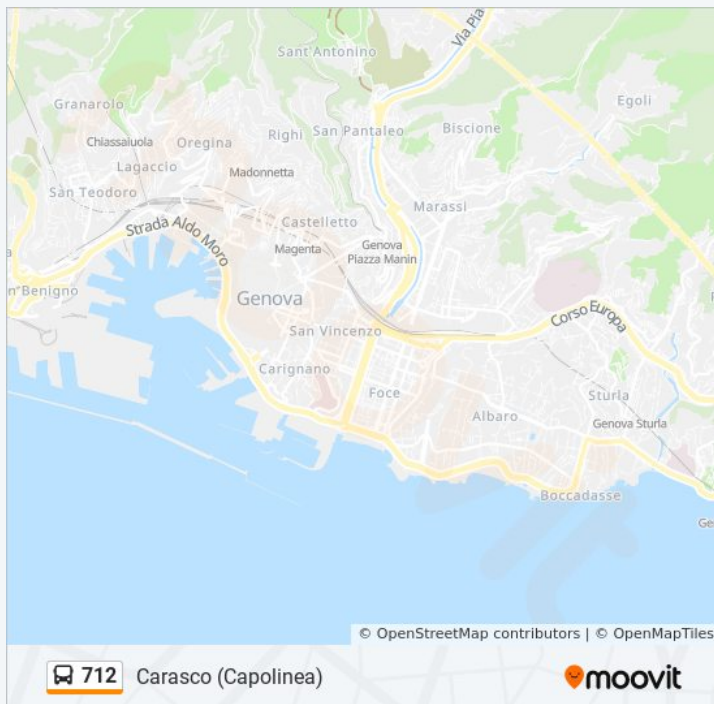 Via Pia
Sant'Antonino
Granarolo
Egoli
Chiassaiuola
Oregina
Righi
San Pantaleo
Biscione
Lagaccio
Madonnetta
San Teodoro
Marassi
Castelletto
Strada Aldo Moro
Magenta
Genova
Piazza Manin
n Benigno
Genova
Corso Europa
San Vincenzo
Carignano
Foce
Sturla
Albaro
Genova Sturla
Boccadasse
Ge
© OpenStreetMap contributors | © OpenMapTiles
712 Carasco (Capolinea)
moovit